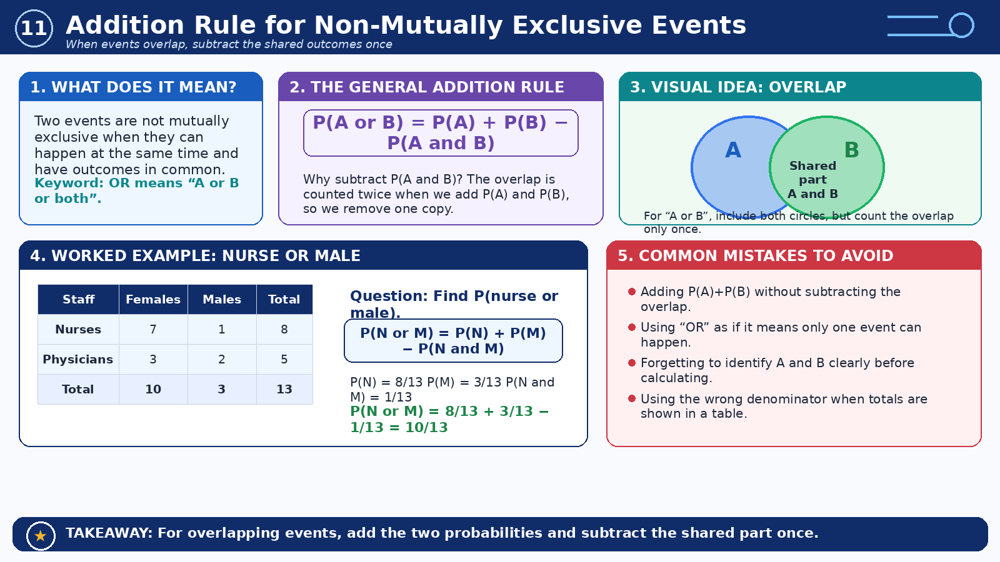 11
Addition Rule for Non-Mutually Exclusive Events
When events overlap, subtract the shared outcomes once
1. WHAT DOES IT MEAN?
Two events are not mutually
exclusive when they can
happen at the same time and
have outcomes in common.
Keyword: OR means “A or B
or both”.
2. THE GENERAL ADDITION RULE
P(A or B) = P(A) + P(B) −
P(A and B)
Why subtract P(A and B)? The overlap is
counted twice when we add P(A) and P(B),
so we remove one copy.
3. VISUAL IDEA: OVERLAP
A
B
Shared
part
A and B
For “A or B”, include both circles, but count the overlap
only once.
4. WORKED EXAMPLE: NURSE OR MALE
Staff Females Males Total
Nurses 7 1 8
Physicians 3 2 5
Total 10 3 13
Question: Find P(nurse or
male).
P(N or M) = P(N) + P(M)
− P(N and M)
P(N) = 8/13 P(M) = 3/13 P(N and
M) = 1/13
P(N or M) = 8/13 + 3/13 −
1/13 = 10/13
5. COMMON MISTAKES TO AVOID
Adding P(A)+P(B) without subtracting the
overlap.
Using “OR” as if it means only one event can
happen.
Forgetting to identify A and B clearly before
calculating.
Using the wrong denominator when totals are
shown in a table.
TAKEAWAY: For overlapping events, add the two probabilities and subtract the shared part once.